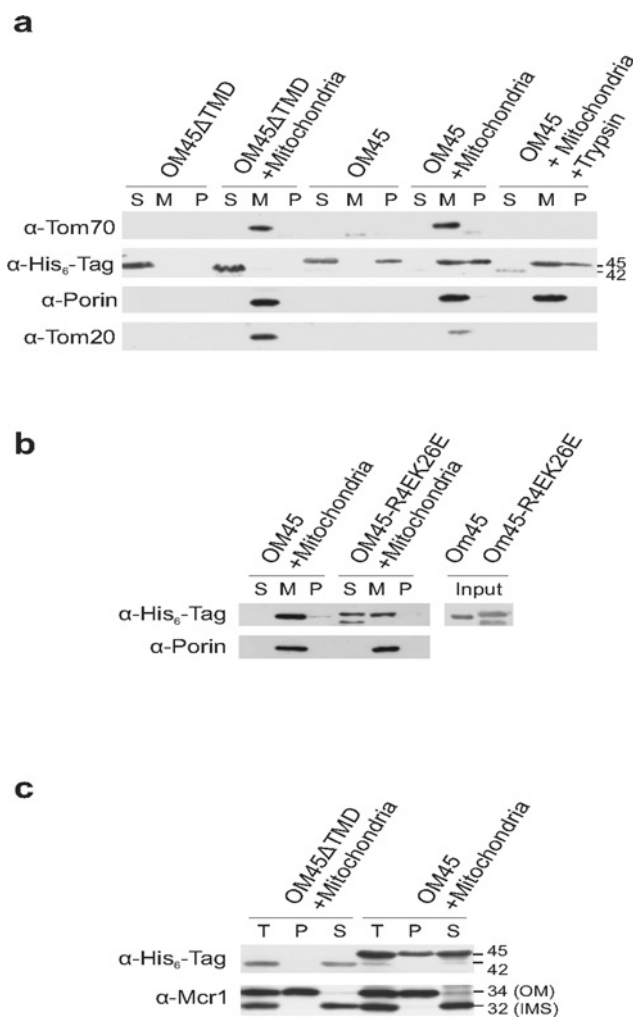 a
OM45ΔTMD
OM45ΔTMD
+Mitochondria
OM45
OM45
+Mitochondria
OM45
+ Mitochondria
+Trypsin
S M P S M P S M P S M P S M P
α-Tom70
α-His₆-Tag
45
42
α-Porin
α-Tom20
b
OM45
+Mitochondria
OM45-R4EK26E
+Mitochondria
Om45
Om45-R4EK26E
S M P S M P
Input
α-His₆-Tag
α-Porin
c
OM45ΔTMD
+Mitochondria
OM45
+Mitochondria
T P S T P S
α-His₆-Tag
45
42
α-Mcr1
34 (OM)
32 (IMS)